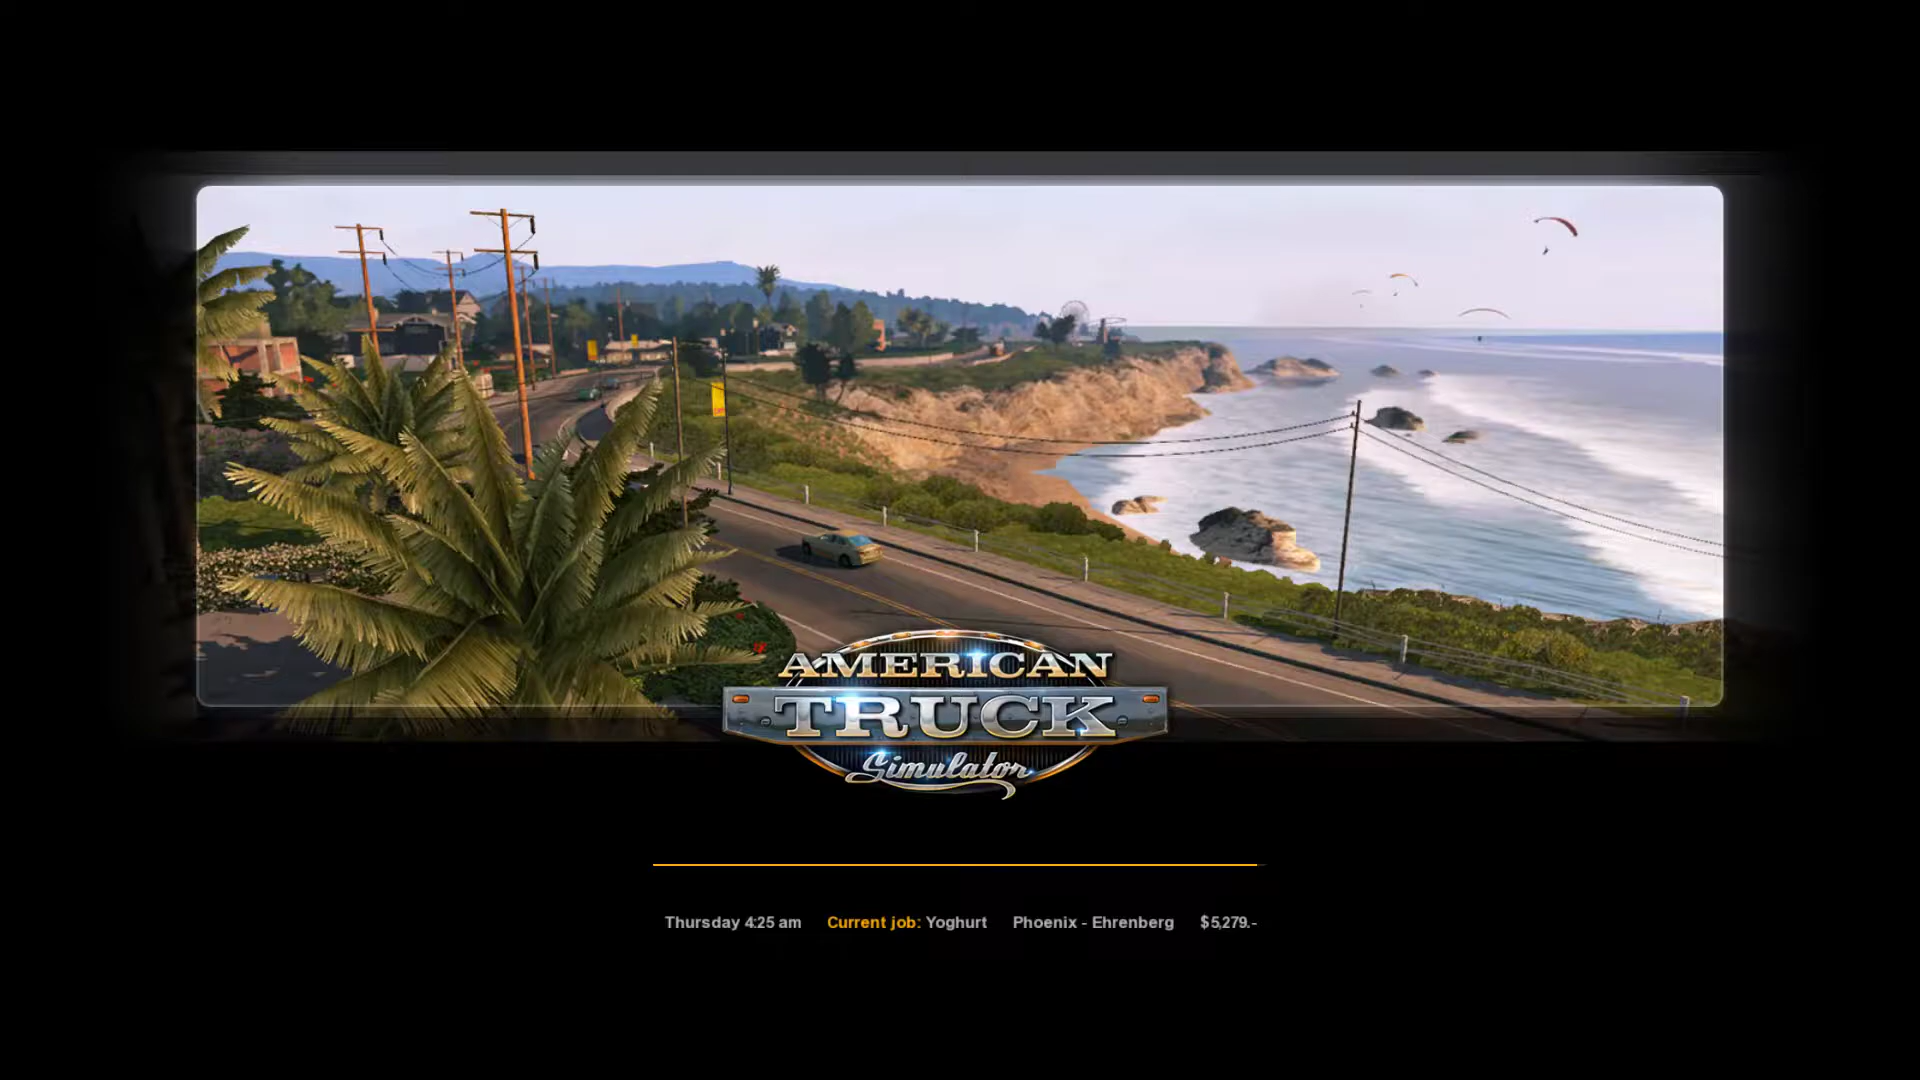 AMERICAN
TRUCK
Simulator
Thursday 4:25 am Current job: Yoghurt Phoenix - Ehrenberg $5,279.-